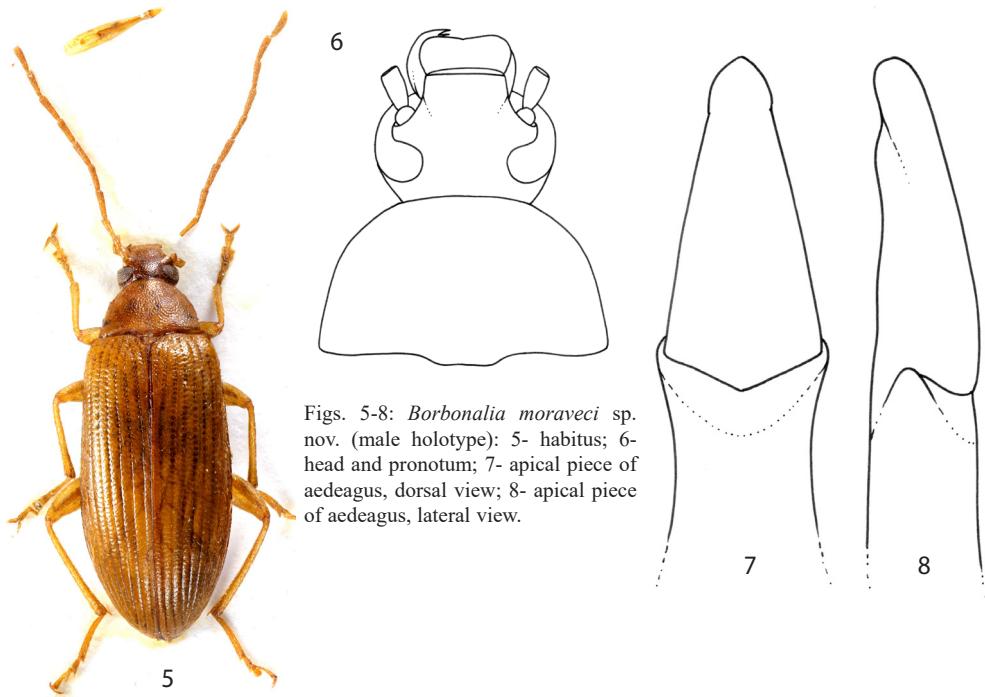 6
Figs. 5-8: Borbonalia moraveci sp.
nov. (male holotype): 5- habitus; 6-
head and pronotum; 7- apical piece of
aedeagus, dorsal view; 8- apical piece
of aedeagus, lateral view.
7
8
5